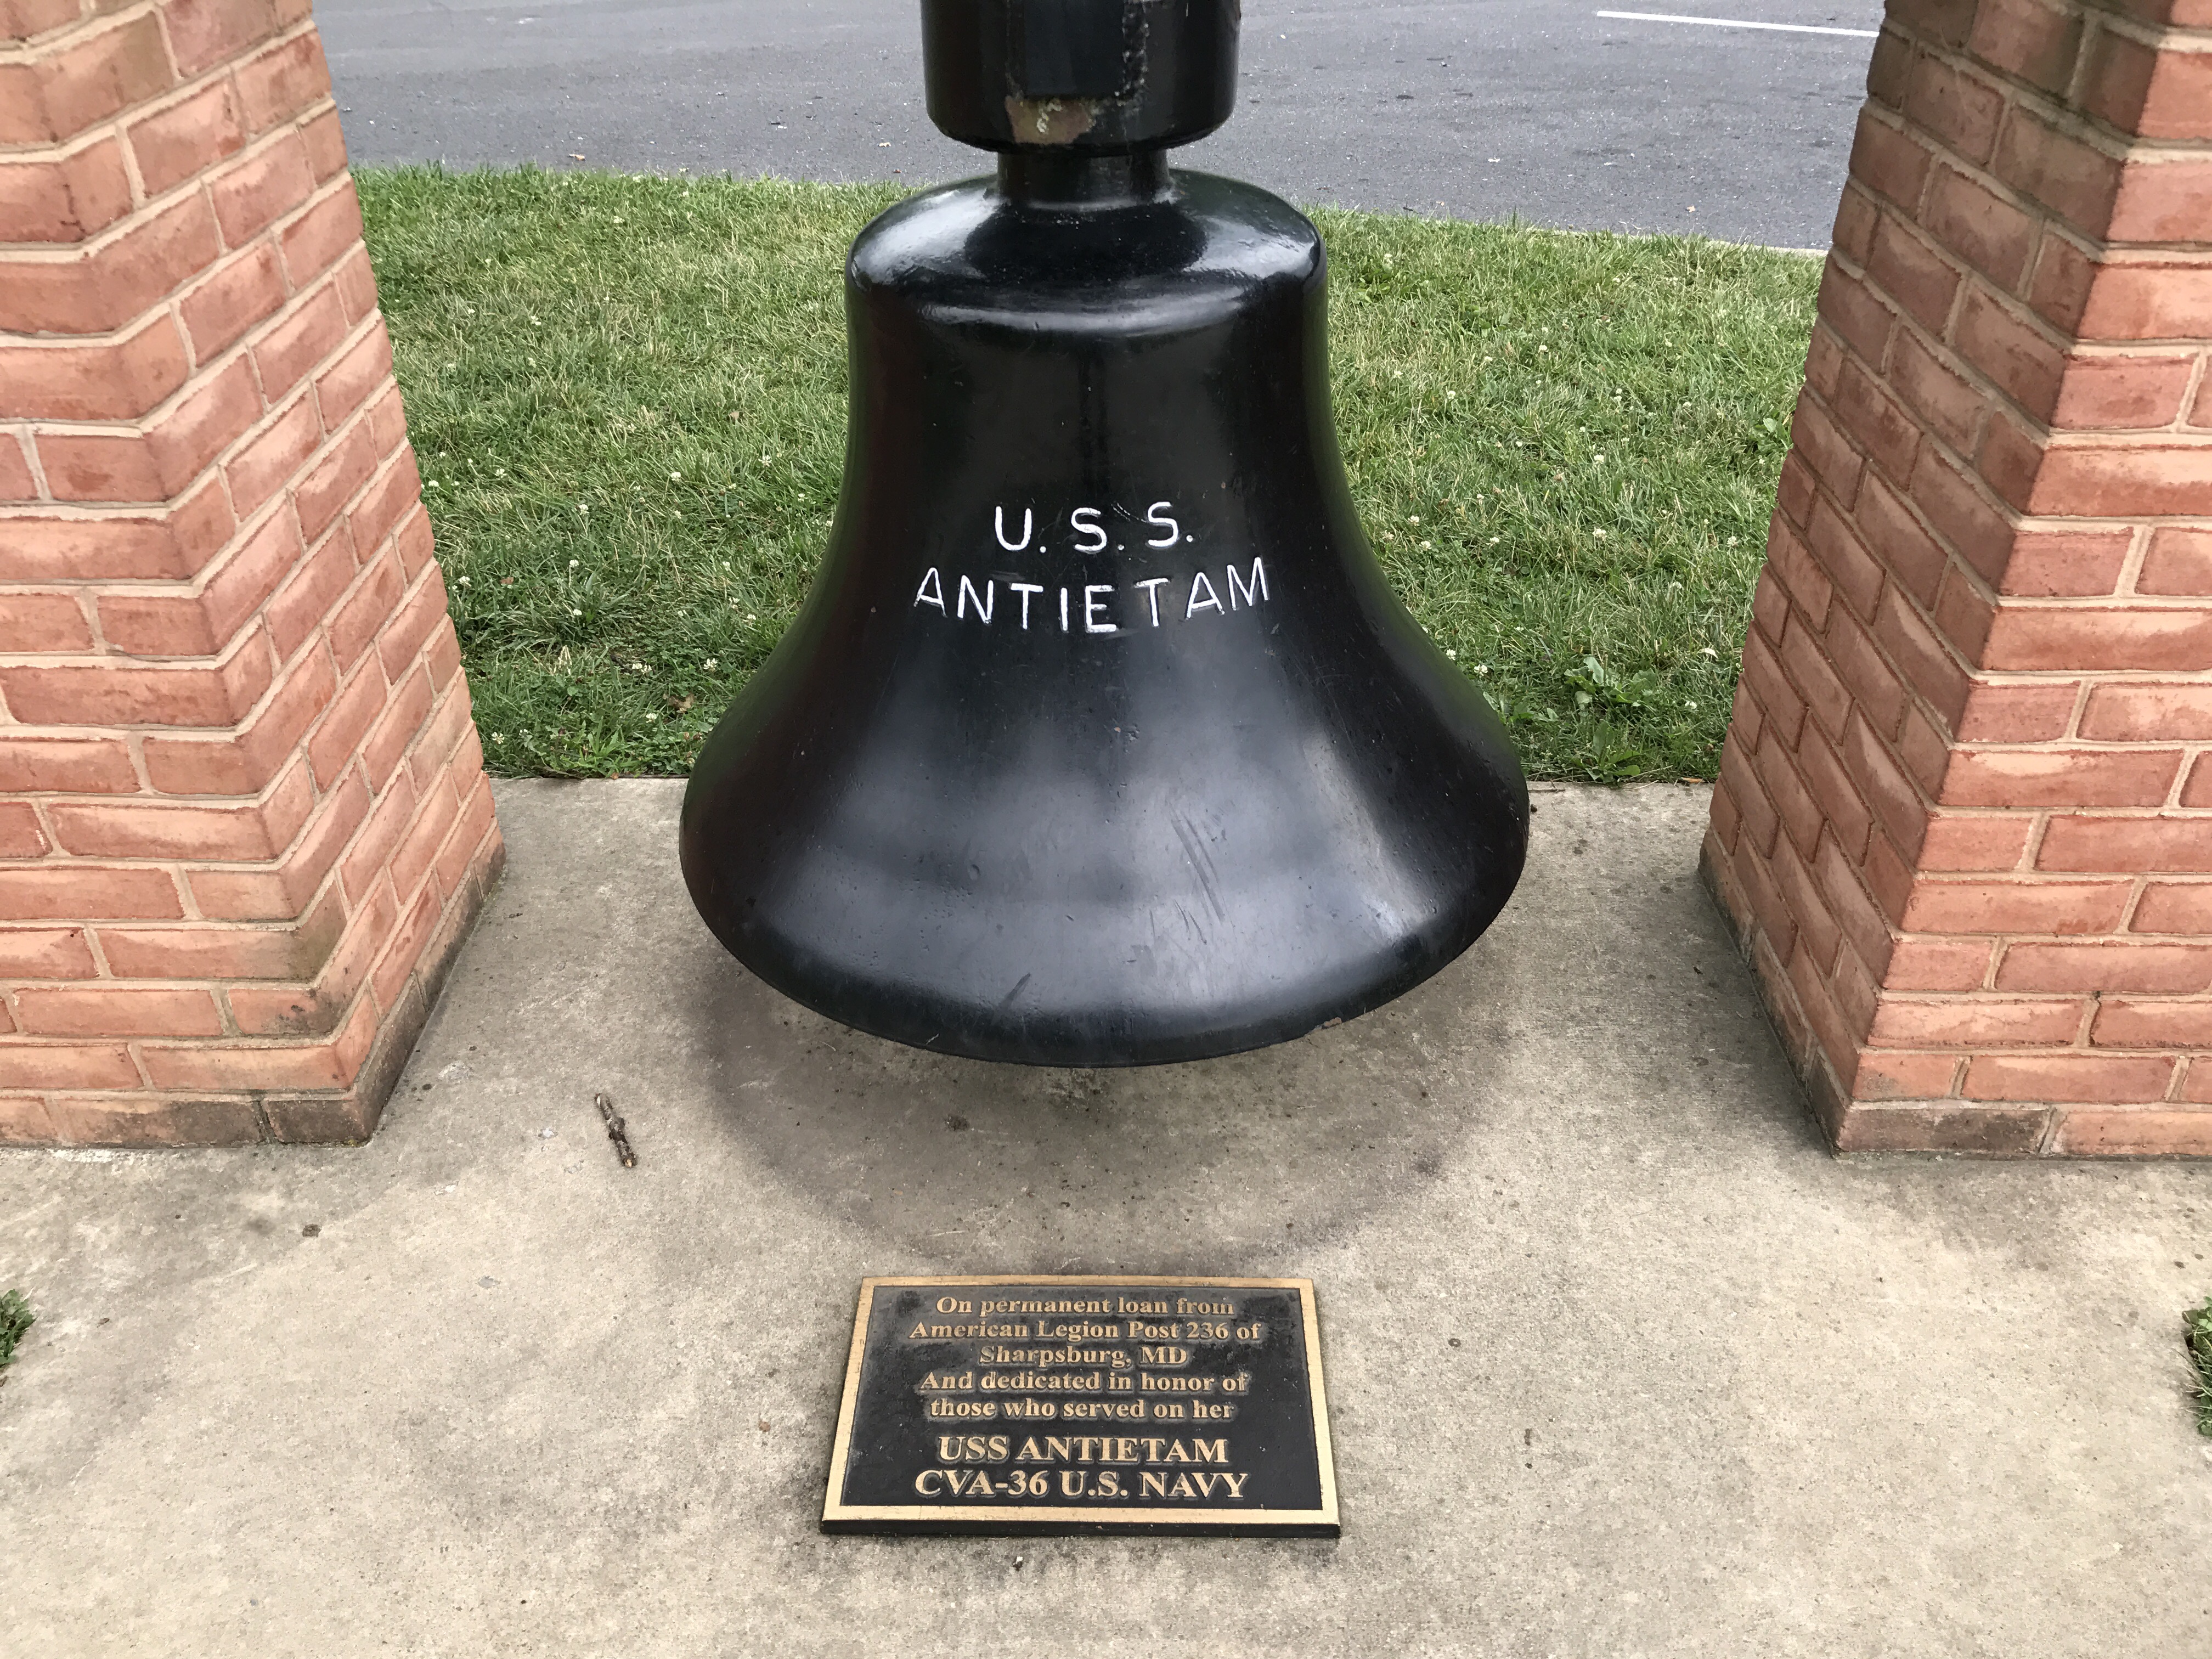 U. S. S.
ANTIETAM
On permanent loan from
American Legion Post 236 of
Sharpsburg, MD
And dedicated in honor of
those who served on her
USS ANTIETAM
CVA-36 U.S. NAVY